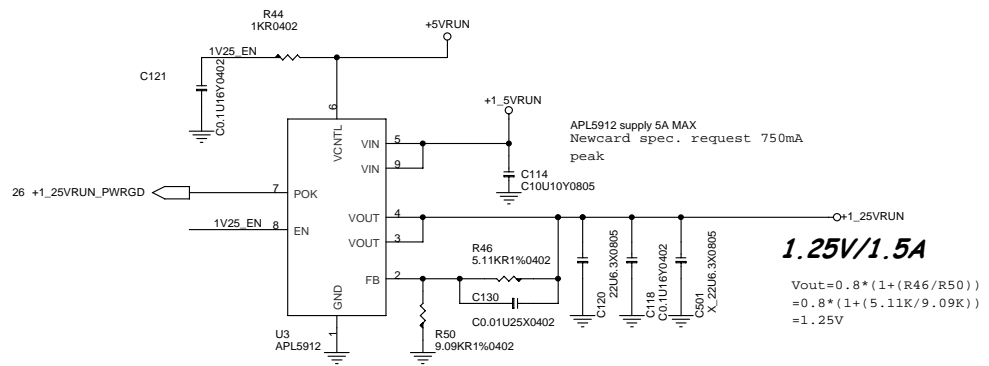 R44
1KR0402
+5VRUN
1V25_EN
C121
C0.1U16Y0402
6
VCNTL
+1_5VRUN
APL5912 supply 5A MAX
Newcard spec. request 750mA
peak
VIN
5
VIN
9
C114
C10U10Y0805
26 +1_25VRUN_PWRGD
7
POK
1V25_EN
8
EN
VOUT
4
VOUT
3
+1_25VRUN
R46
5.11KR1%0402
FB
2
C130
C0.01U25X0402
C120
22U6.3X0805
C118
C0.1U16Y0402
C501
X_22U6.3X0805
1.25V/1.5A
Vout=0.8*(1+(R46/R50))
=0.8*(1+(5.11K/9.09K))
=1.25V
GND
1
U3
APL5912
R50
9.09KR1%0402